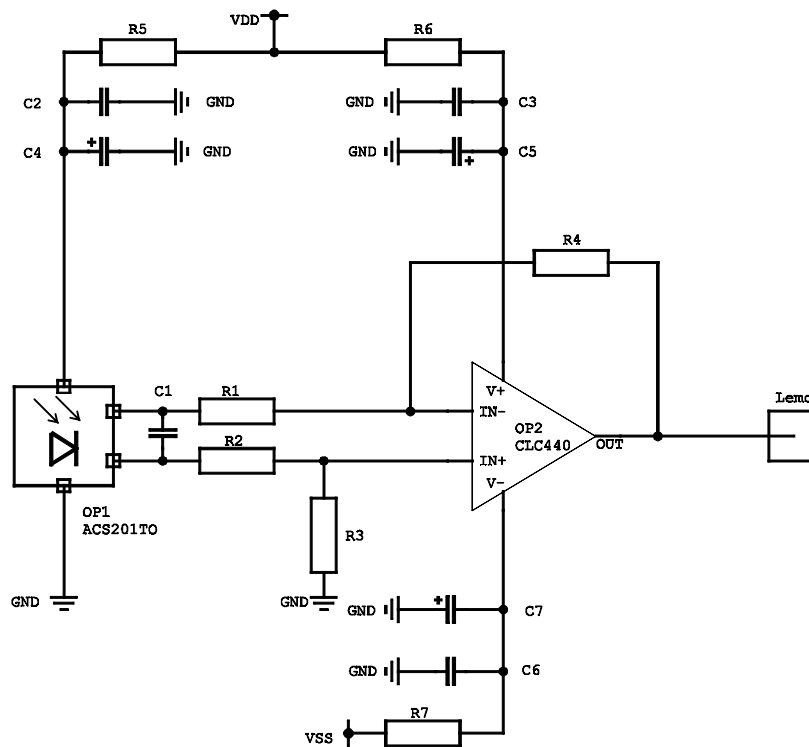 VDD
R5
R6
C2
GND
GND
C3
C4
GND
GND
C5
R4
C1
R1
V+
IN-
Lemo
OP2
CLC440
OUT
R2
IN+
V-
OP1
ACS201TO
R3
GND
GND
GND
C7
GND
C6
R7
VSS